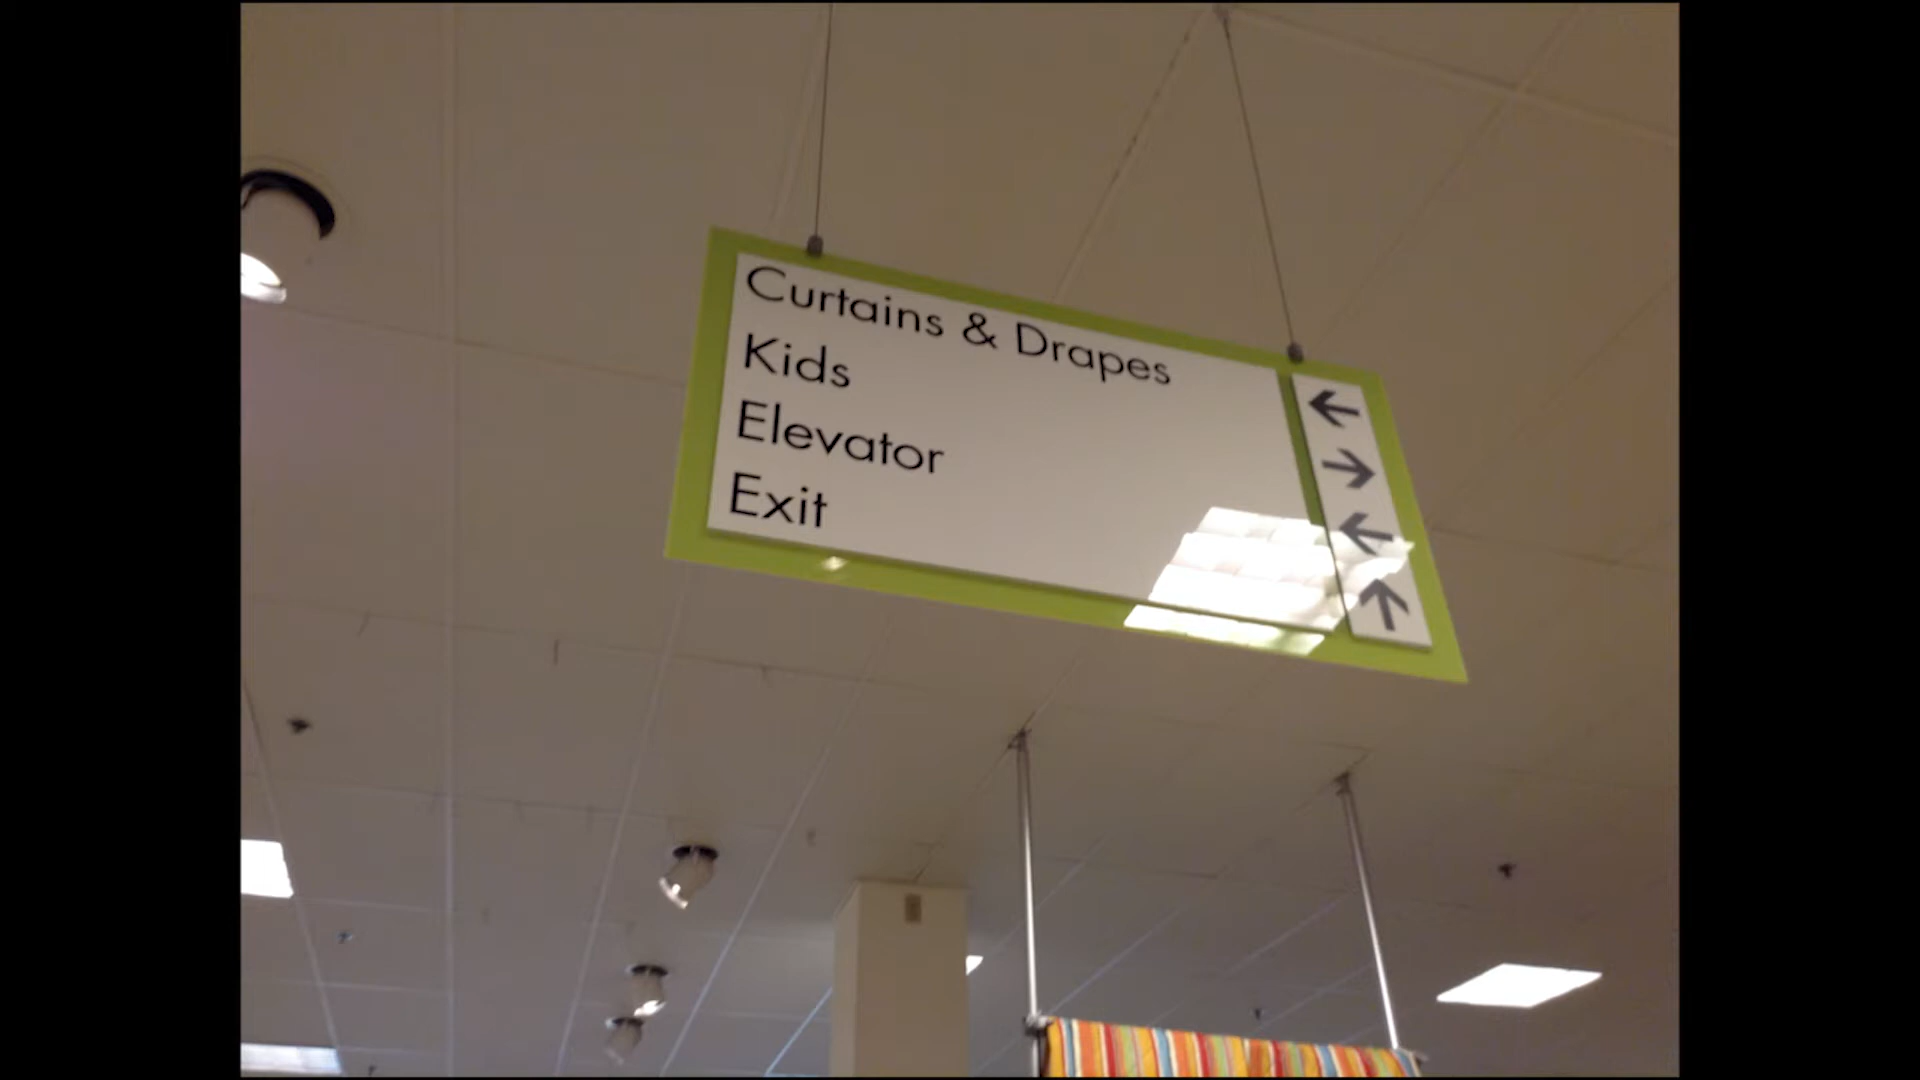 Curtains & Drapes ←
Kids →
Elevator ←
Exit ↑